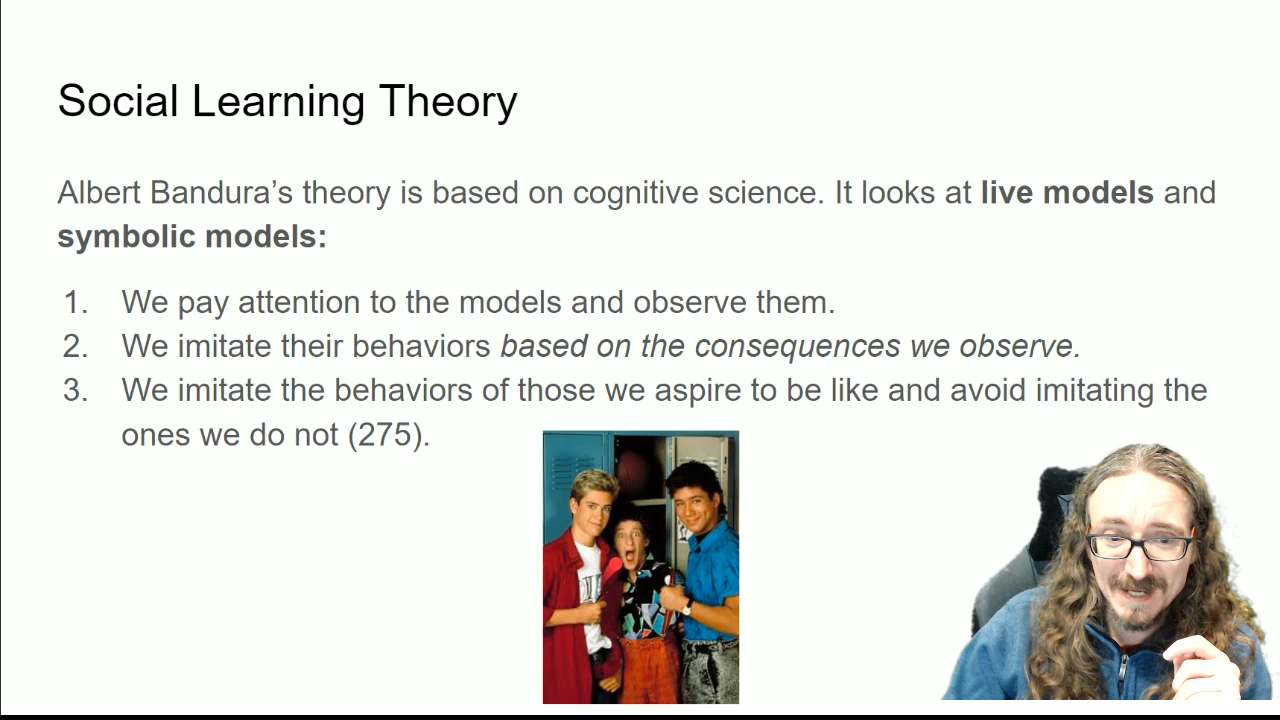 Social Learning Theory
Albert Bandura’s theory is based on cognitive science. It looks at live models and
symbolic models:
1. We pay attention to the models and observe them.
2. We imitate their behaviors based on the consequences we observe.
3. We imitate the behaviors of those we aspire to be like and avoid imitating the
ones we do not (275).